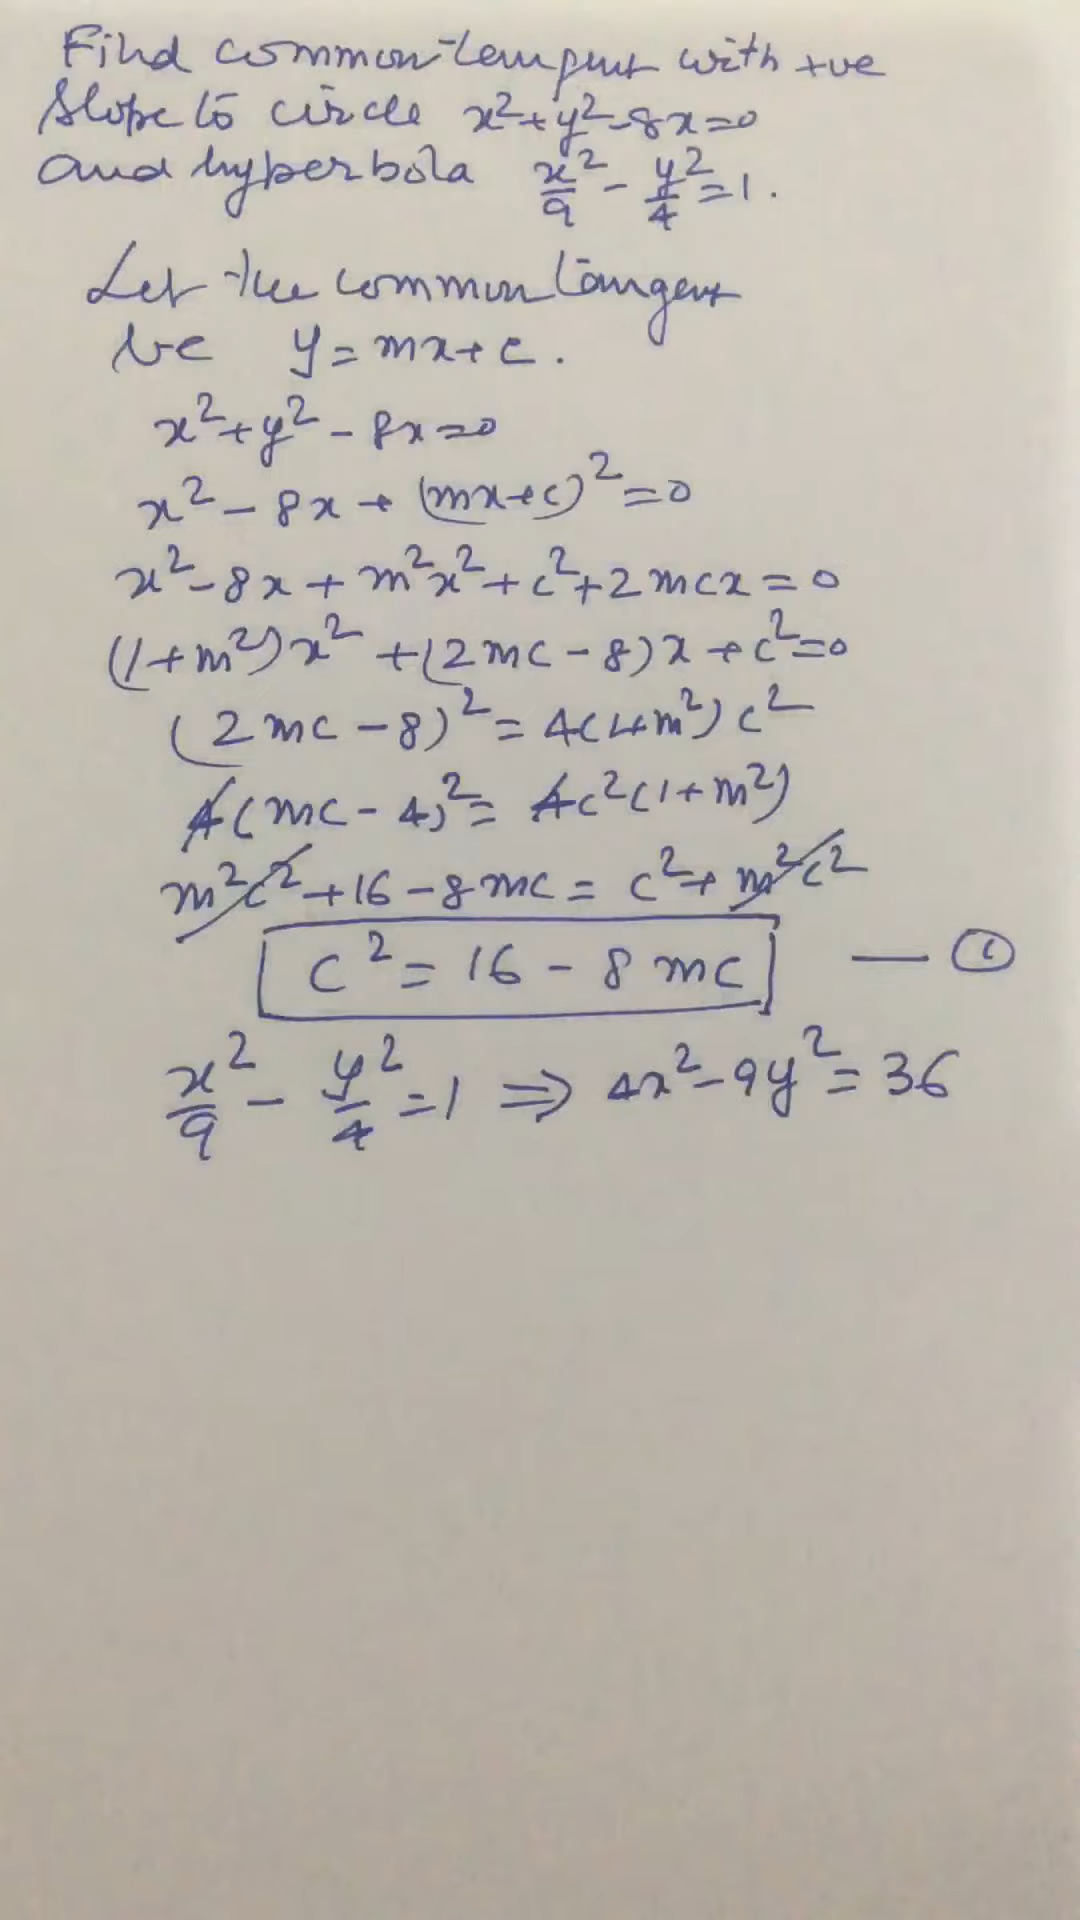 Find common tangent with +ve
slope to circle x²+y²-8x=0
and hyperbola x²/9 - y²/4 = 1.
Let the common tangent
be y = mx+c.
x²+y²-8x=0
x²-8x+(mx+c)²=0
x²-8x+m²x²+c²+2mcx=0
(1+m²)x²+(2mc-8)x+c²=0
(2mc-8)²=4(1+m²)c²
4(mc-4)²=4c²(1+m²)
m²c²+16-8mc=c²+m²c²
c²=16-8mc — ①
x²/9 - y²/4 = 1 ⇒ 4x²-9y²=36